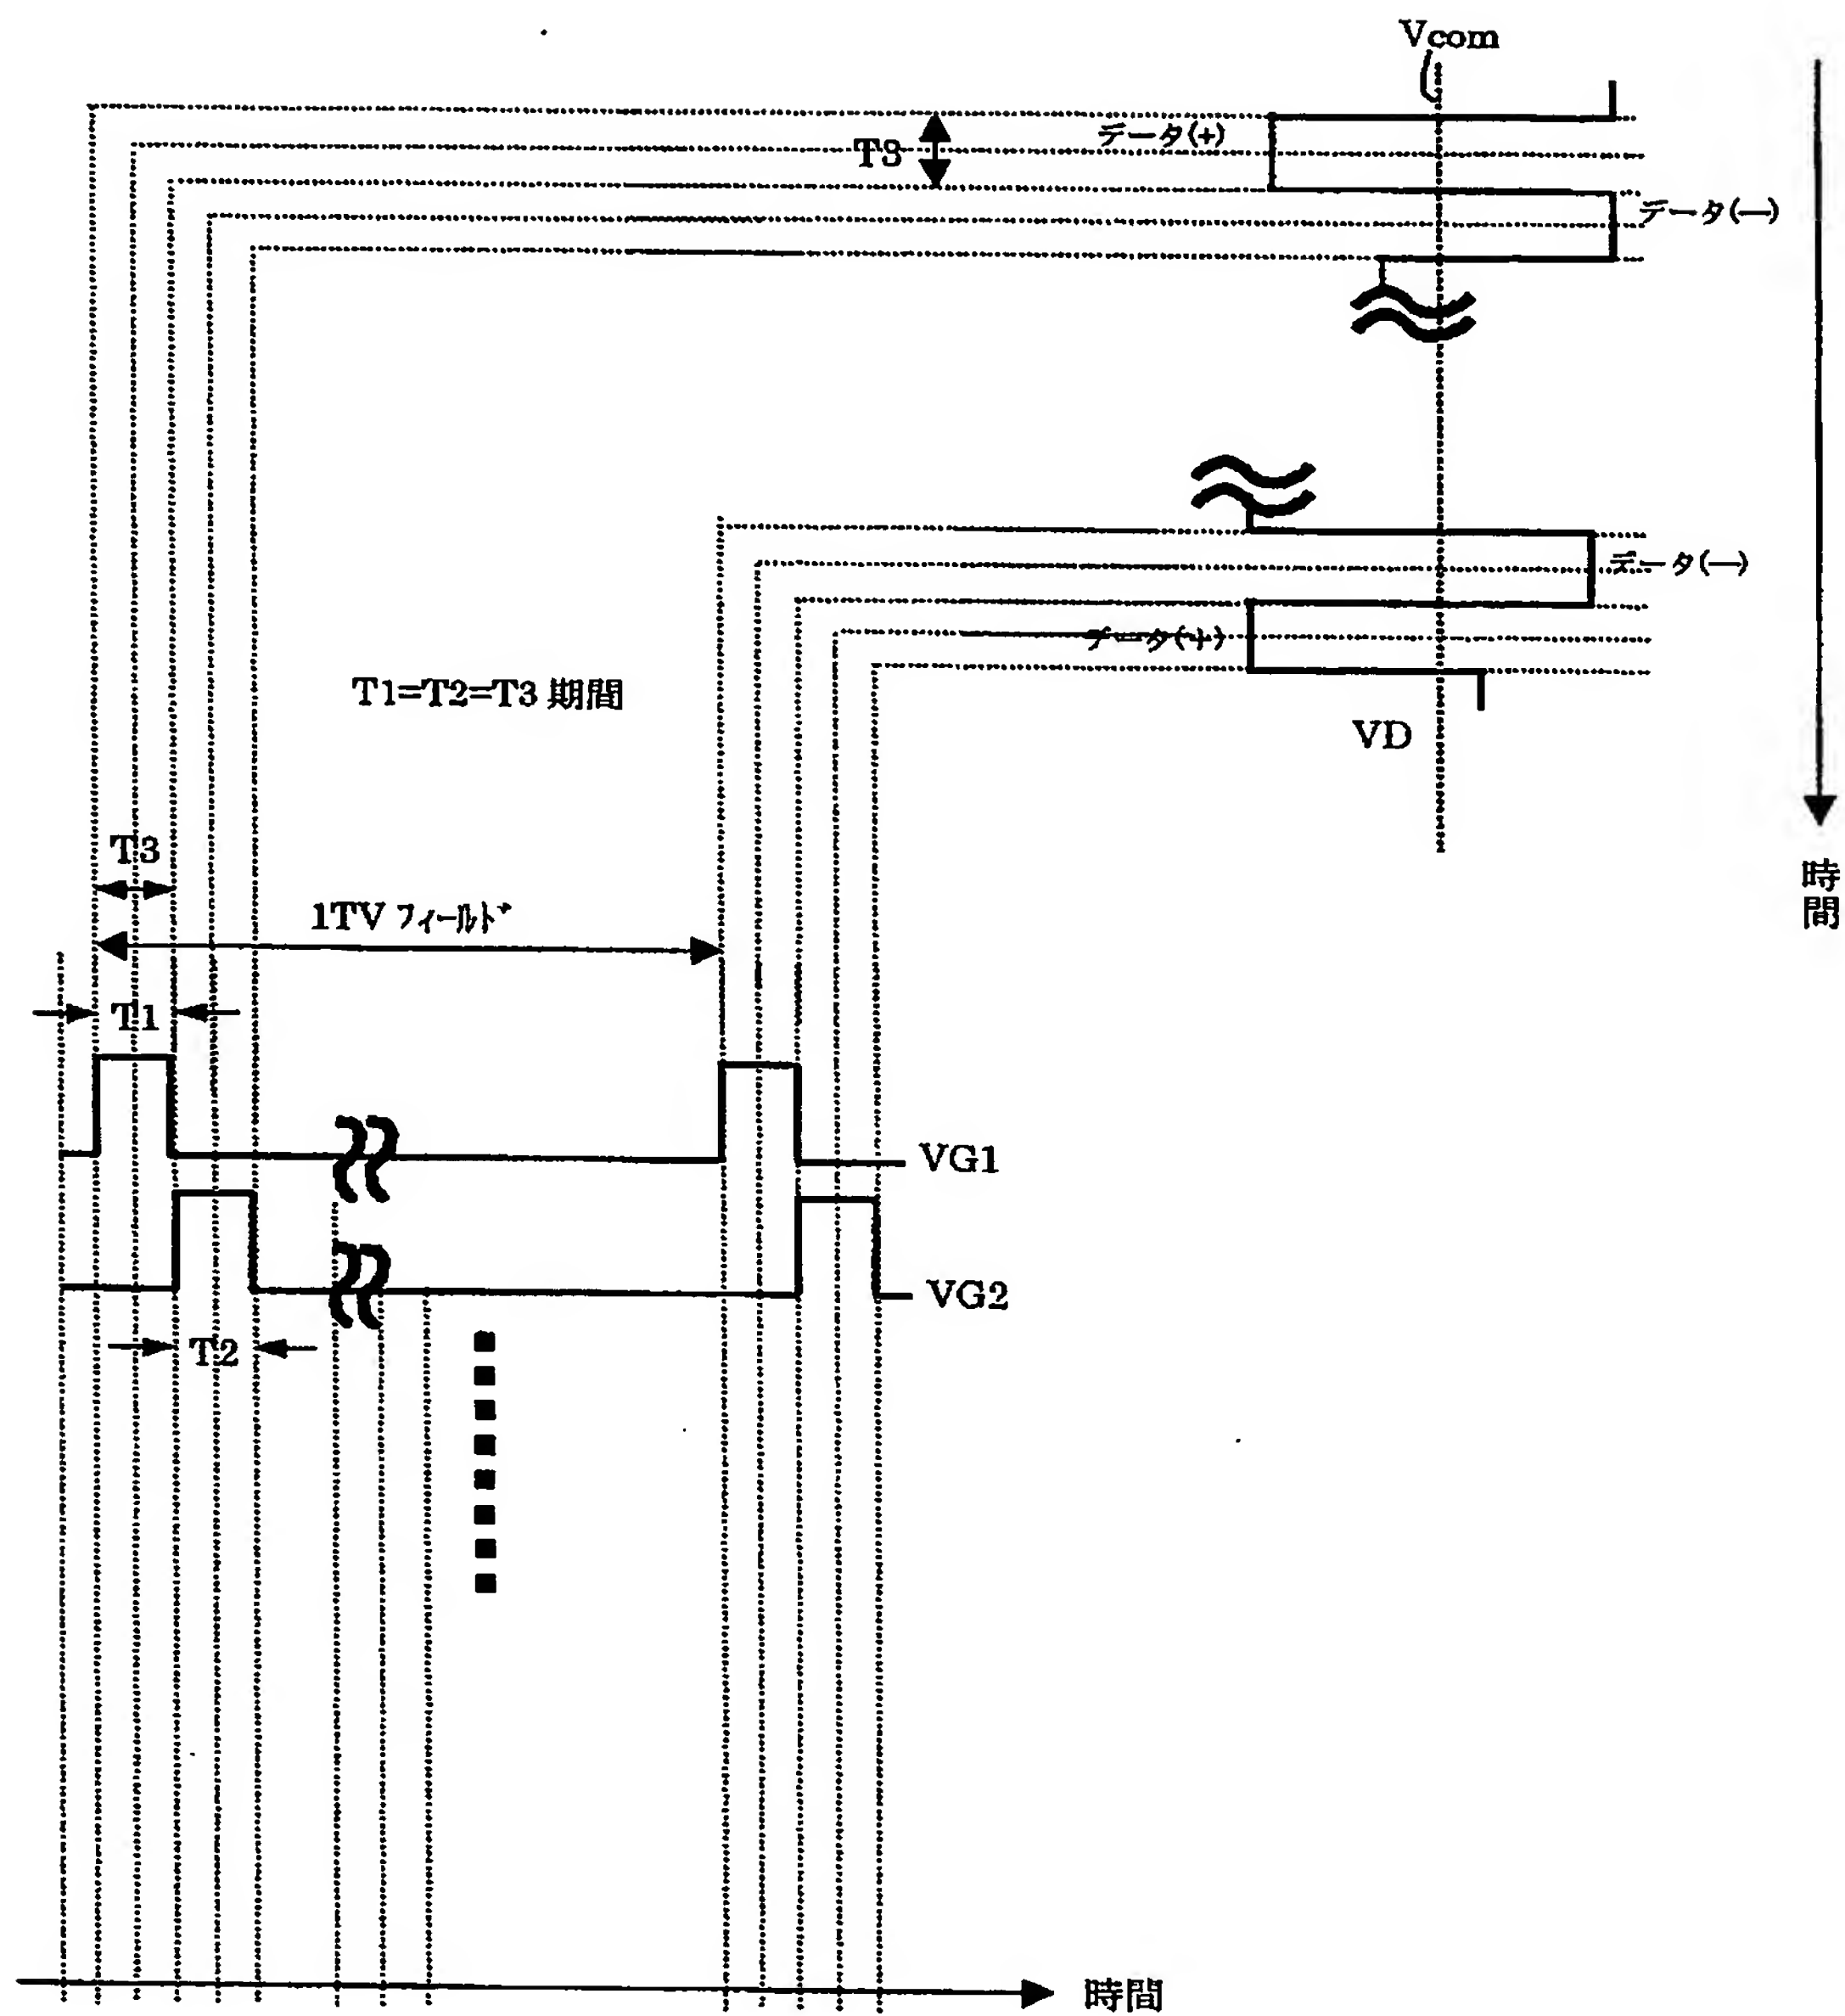 Vcom
データ(+)
T3
データ(―)
データ(―)
データ(+)
T1=T2=T3 期間
VD
T3
時間
1TV フィールド
T1
VG1
VG2
T2
時間